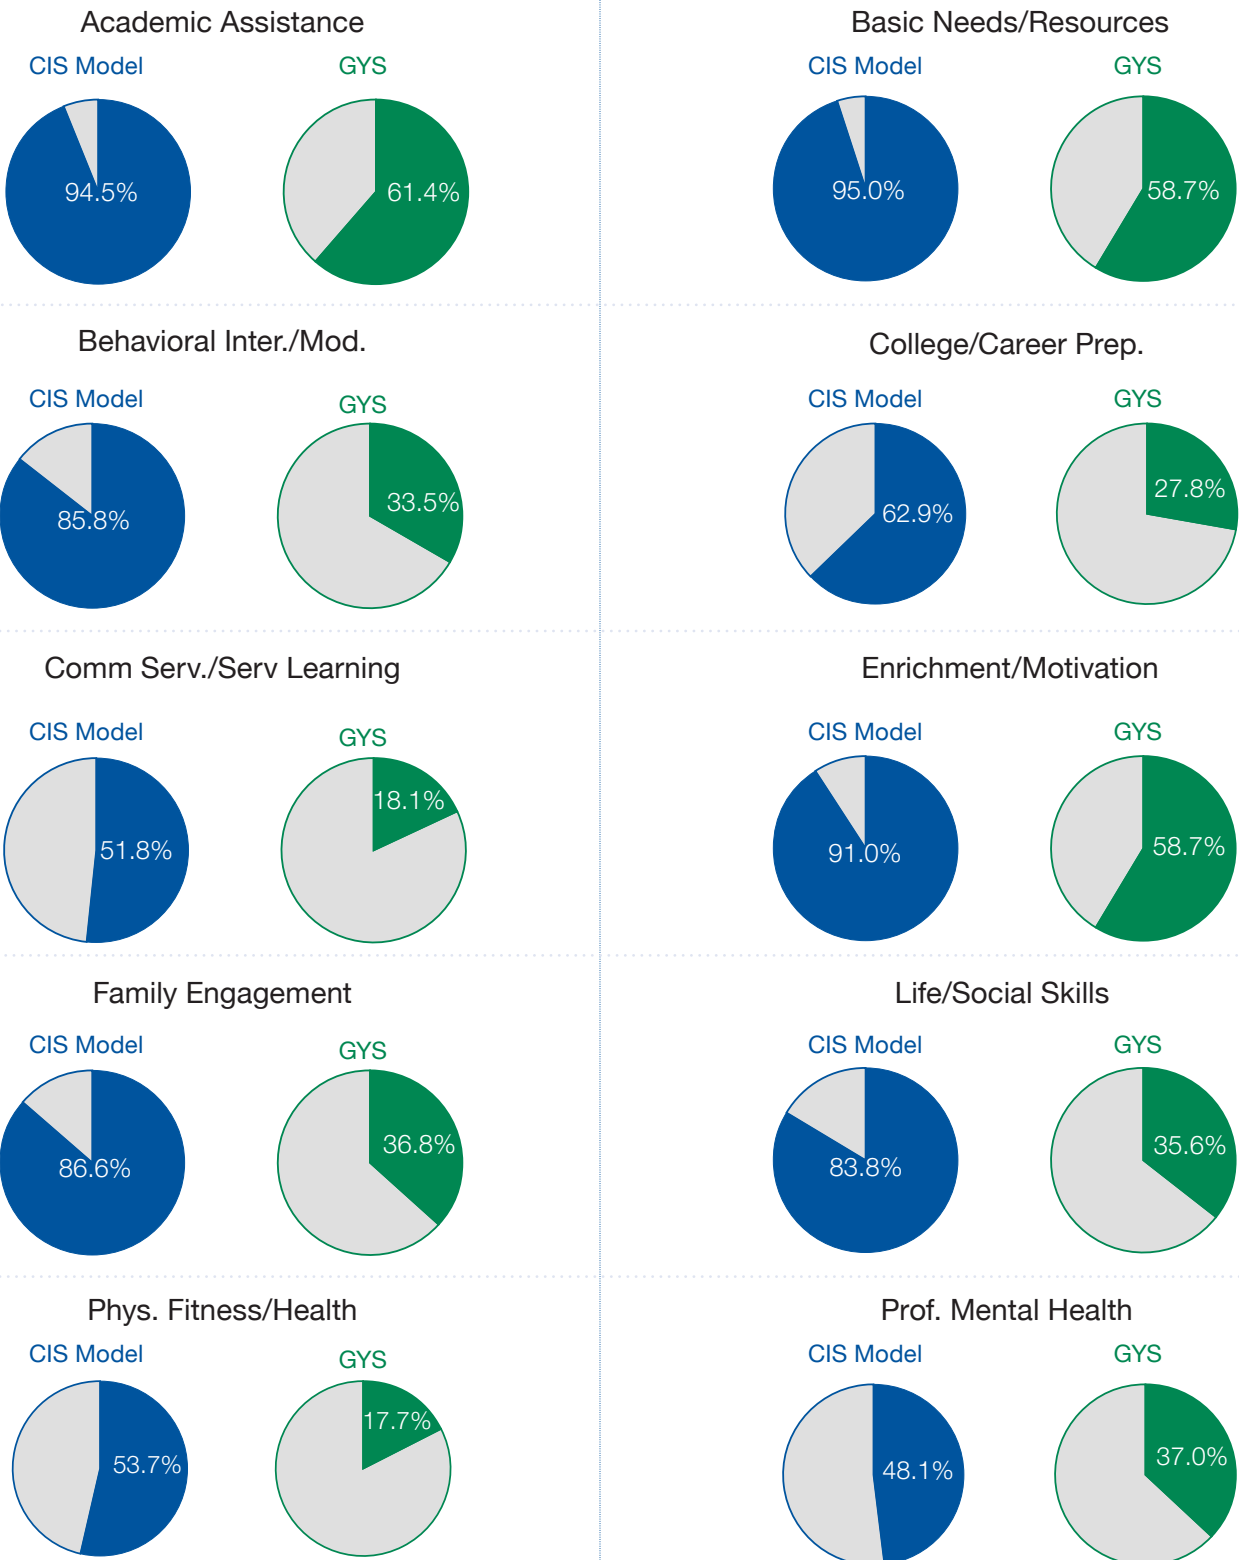 Academic Assistance
CIS Model
GYS
94.5%
61.4%
Basic Needs/Resources
CIS Model
GYS
95.0%
58.7%
Behavioral Inter./Mod.
CIS Model
GYS
85.8%
33.5%
College/Career Prep.
CIS Model
GYS
62.9%
27.8%
Comm Serv./Serv Learning
CIS Model
GYS
51.8%
18.1%
Enrichment/Motivation
CIS Model
GYS
91.0%
58.7%
Family Engagement
CIS Model
GYS
86.6%
36.8%
Life/Social Skills
CIS Model
GYS
83.8%
35.6%
Phys. Fitness/Health
CIS Model
GYS
53.7%
17.7%
Prof. Mental Health
CIS Model
GYS
48.1%
37.0%